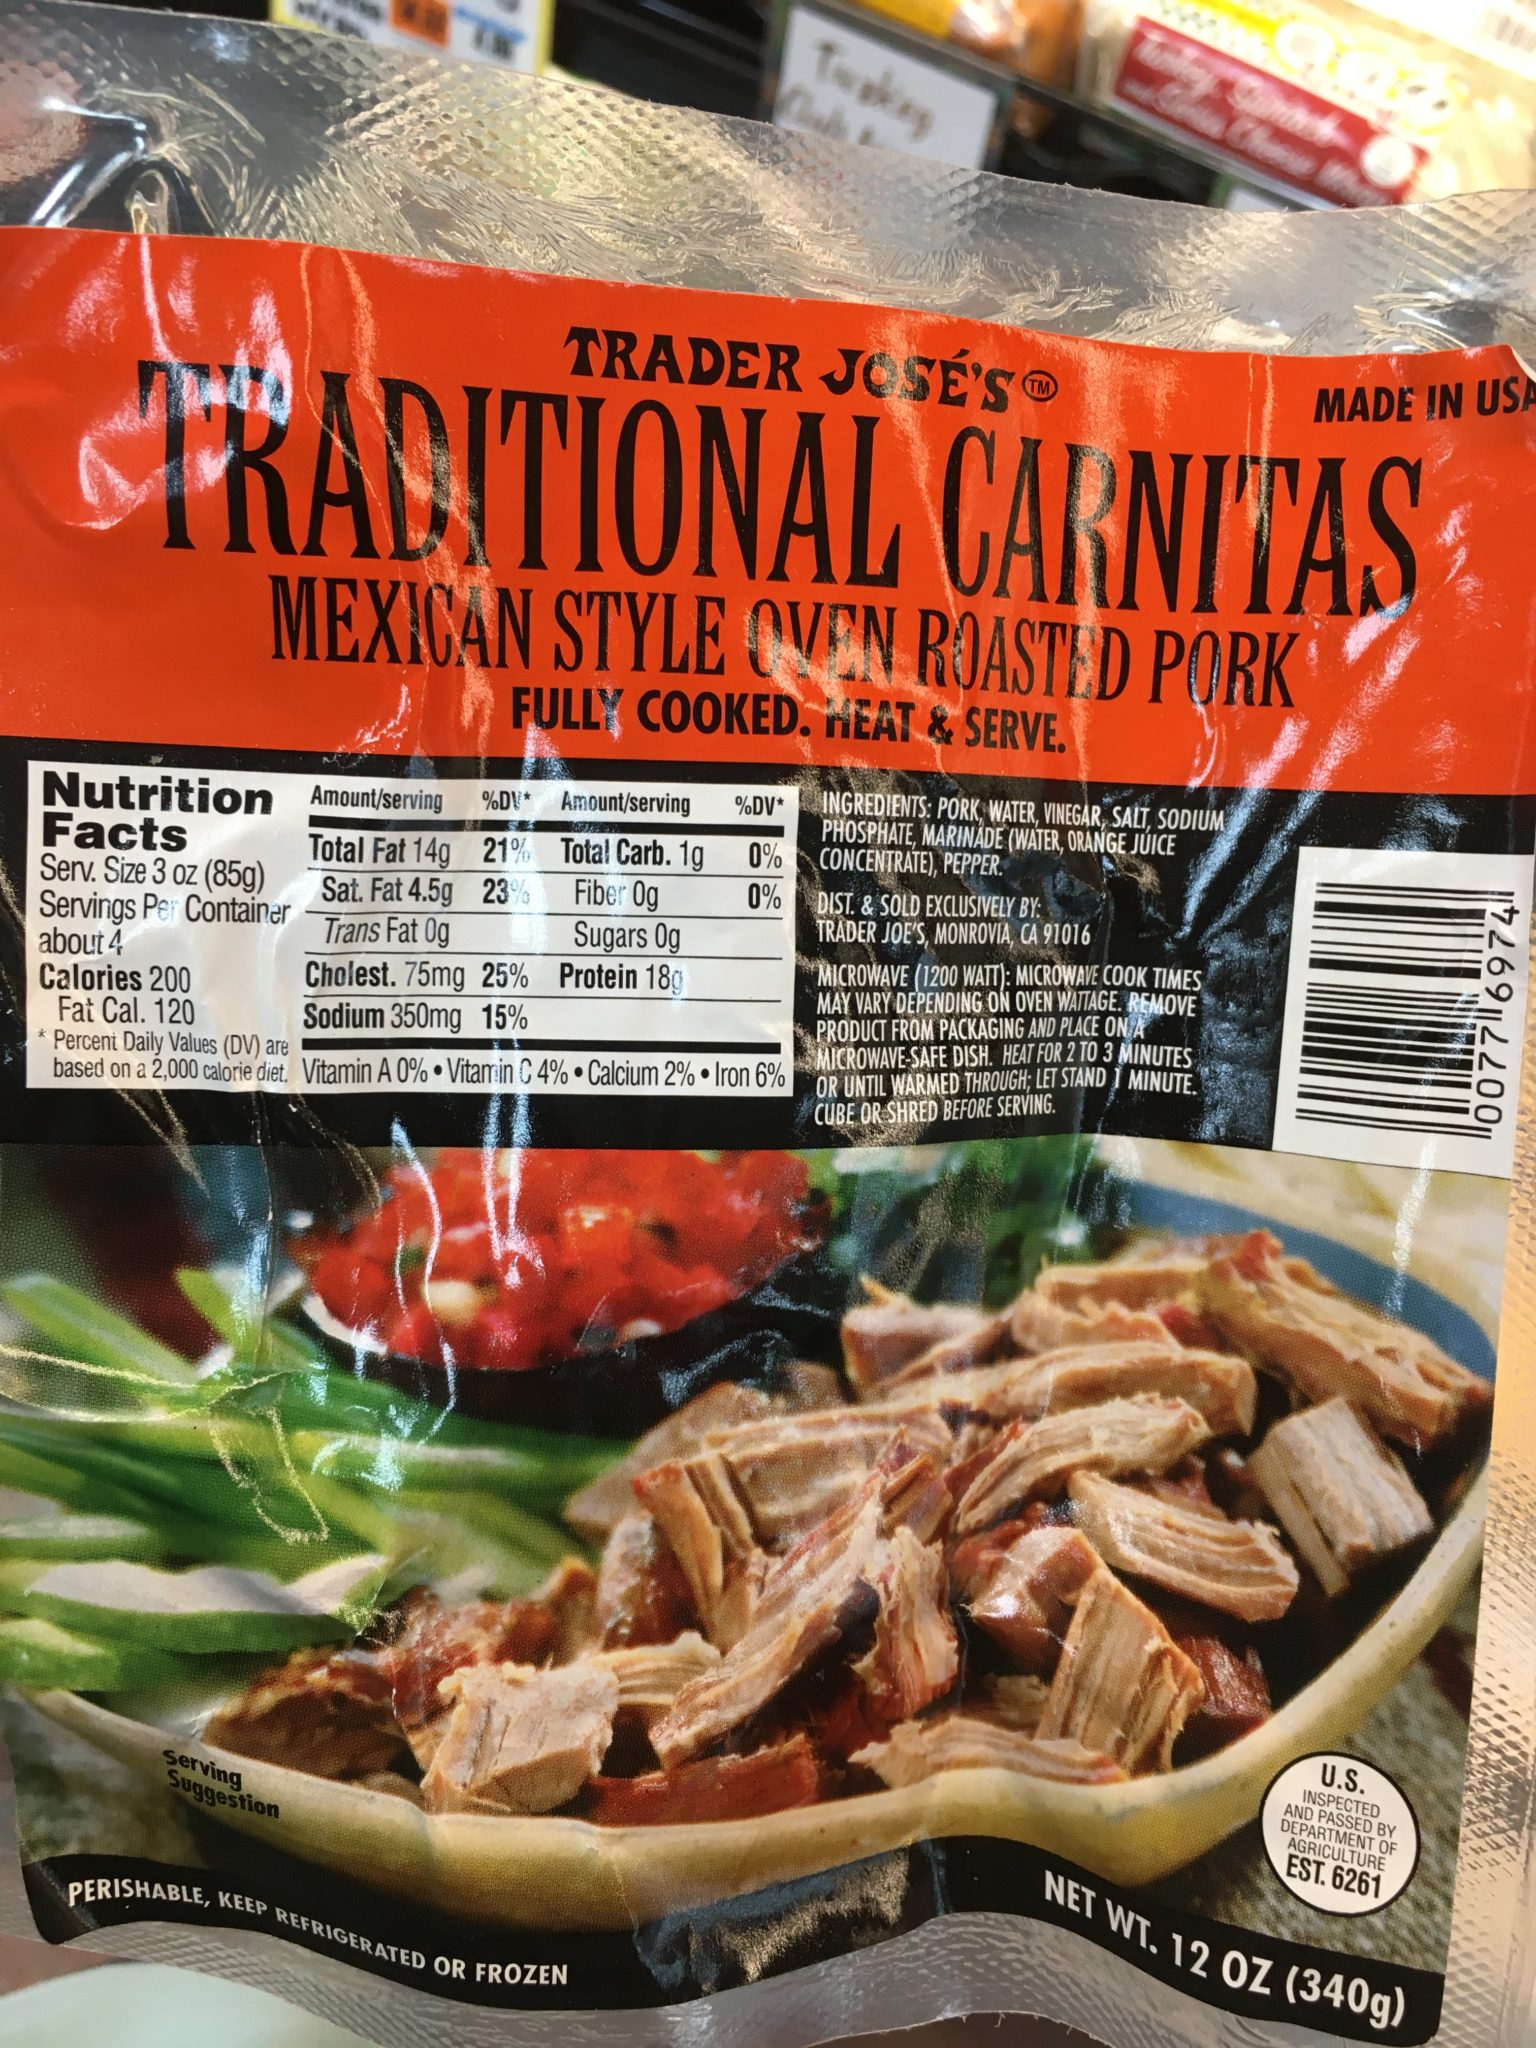 Turkey
TRADER JOSÉ'S TM
MADE IN USA
TRADITIONAL CARNITAS
MEXICAN STYLE OVEN ROASTED PORK
FULLY COOKED. HEAT & SERVE.
Nutrition
Facts
Serv. Size 3 oz (85g)
Servings Per Container
about 4
Calories 200
Fat Cal. 120
* Percent Daily Values (DV) are
based on a 2,000 calorie diet.
Amount/serving %DV* Amount/serving %DV*
Total Fat 14g 21% Total Carb. 1g 0%
Sat. Fat 4.5g 23% Fiber 0g 0%
Trans Fat 0g Sugars 0g
Cholest. 75mg 25% Protein 18g
Sodium 350mg 15%
Vitamin A 0% • Vitamin C 4% • Calcium 2% • Iron 6%
INGREDIENTS: PORK, WATER, VINEGAR, SALT, SODIUM
PHOSPHATE, MARINADE (WATER, ORANGE JUICE
CONCENTRATE), PEPPER.
DIST. & SOLD EXCLUSIVELY BY:
TRADER JOE'S, MONROVIA, CA 91016
MICROWAVE (1200 WATT): MICROWAVE COOK TIMES
MAY VARY DEPENDING ON OVEN WATTAGE. REMOVE
PRODUCT FROM PACKAGING AND PLACE ON A
MICROWAVE-SAFE DISH. HEAT FOR 2 TO 3 MINUTES
OR UNTIL WARMED THROUGH; LET STAND 1 MINUTE.
CUBE OR SHRED BEFORE SERVING.
00776974
Serving
Suggestion
U.S.
INSPECTED
AND PASSED BY
DEPARTMENT OF
AGRICULTURE
EST. 6261
PERISHABLE, KEEP REFRIGERATED OR FROZEN
NET WT. 12 OZ (340g)